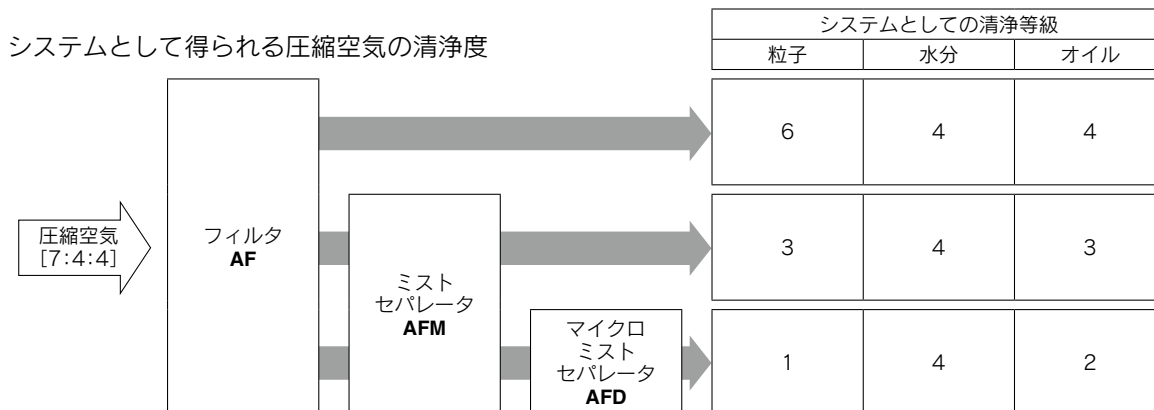 システムとして得られる圧縮空気の清浄度
システムとしての清浄等級
粒子 水分 オイル
圧縮空気
[7:4:4]
フィルタ
AF
ミスト
セパレータ
AFM
マイクロ
ミスト
セパレータ
AFD
6 4 4
3 4 3
1 4 2